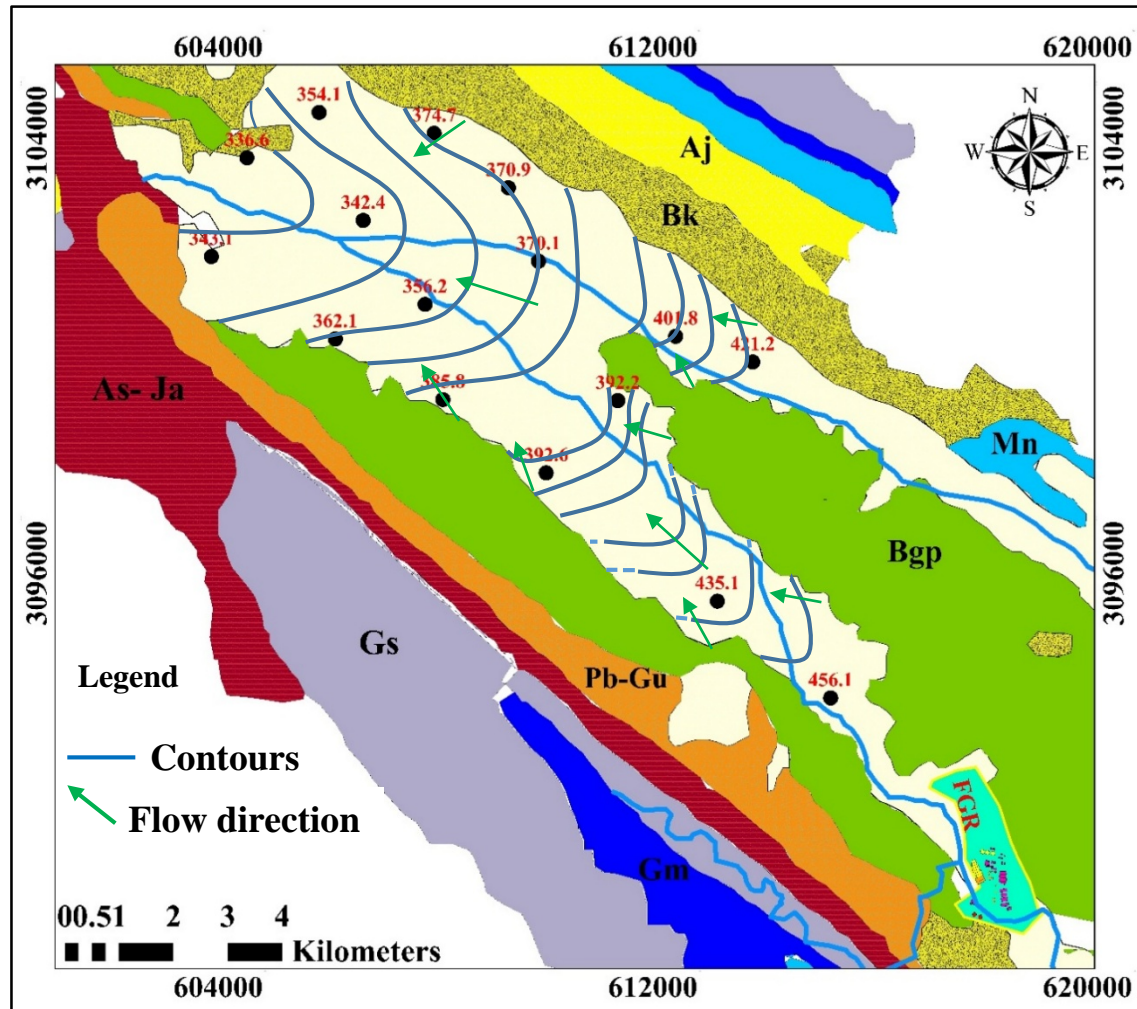 604000 612000 620000
3104000
3104000
N
W E
S
354.1
374.7
336.6
Aj
370.9
Bk
342.4
343.1
370.1
356.2
401.8
362.1
421.2
As- Ja
385.8
392.2
Mn
392.6
Bgp
3096000
3096000
435.1
Gs
Legend
Pb-Gu
456.1
Contours
FGR
Flow direction
Gm
00.51 2 3 4
Kilometers
604000 612000 620000